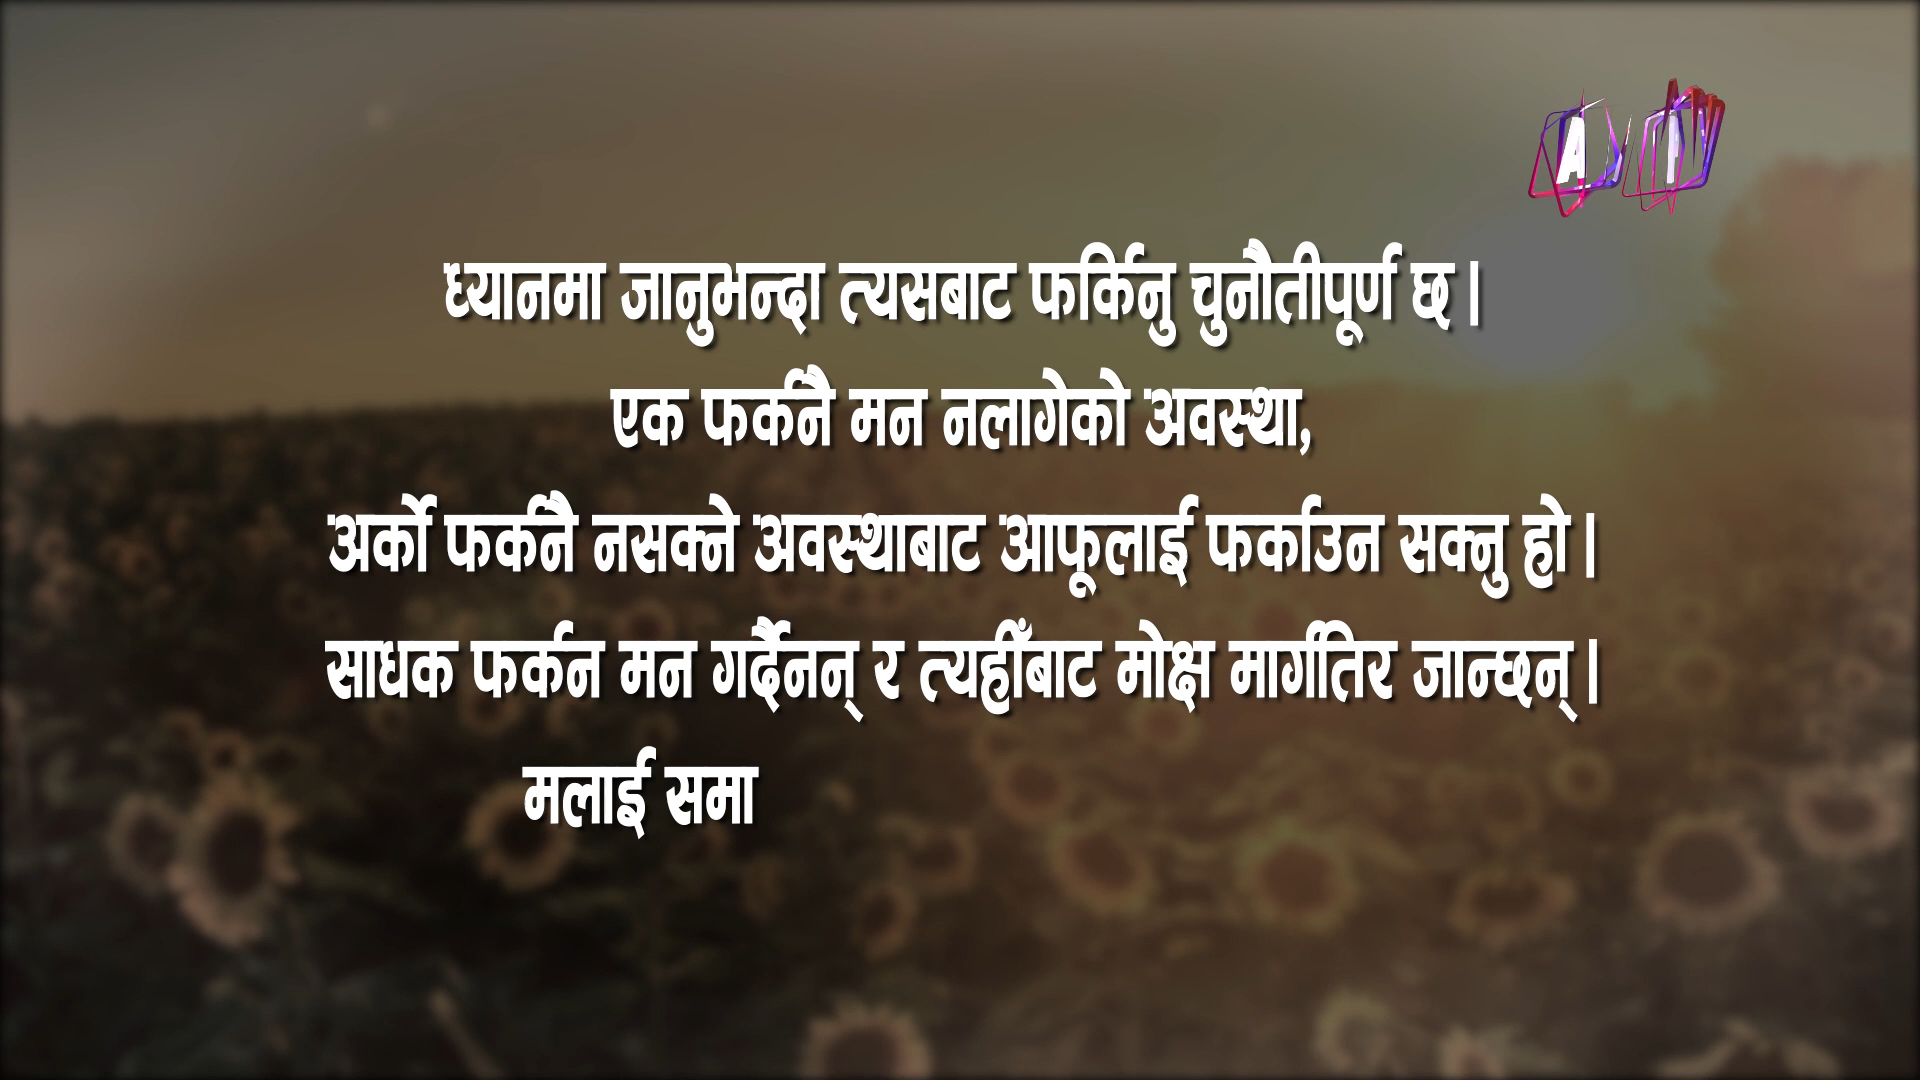 A
ध्यानमा जानुभन्दा त्यसबाट फर्किनु चुनौतीपूर्ण छ।
एक फर्कनै मन नलागेको अवस्था,
अर्को फर्कनै नसक्ने अवस्थाबाट आफूलाई फर्काउन सक्नु हो।
साधक फर्कन मन गर्दैनन् र त्यहीँबाट मोक्ष मार्गतिर जान्छन्।
मलाई समा